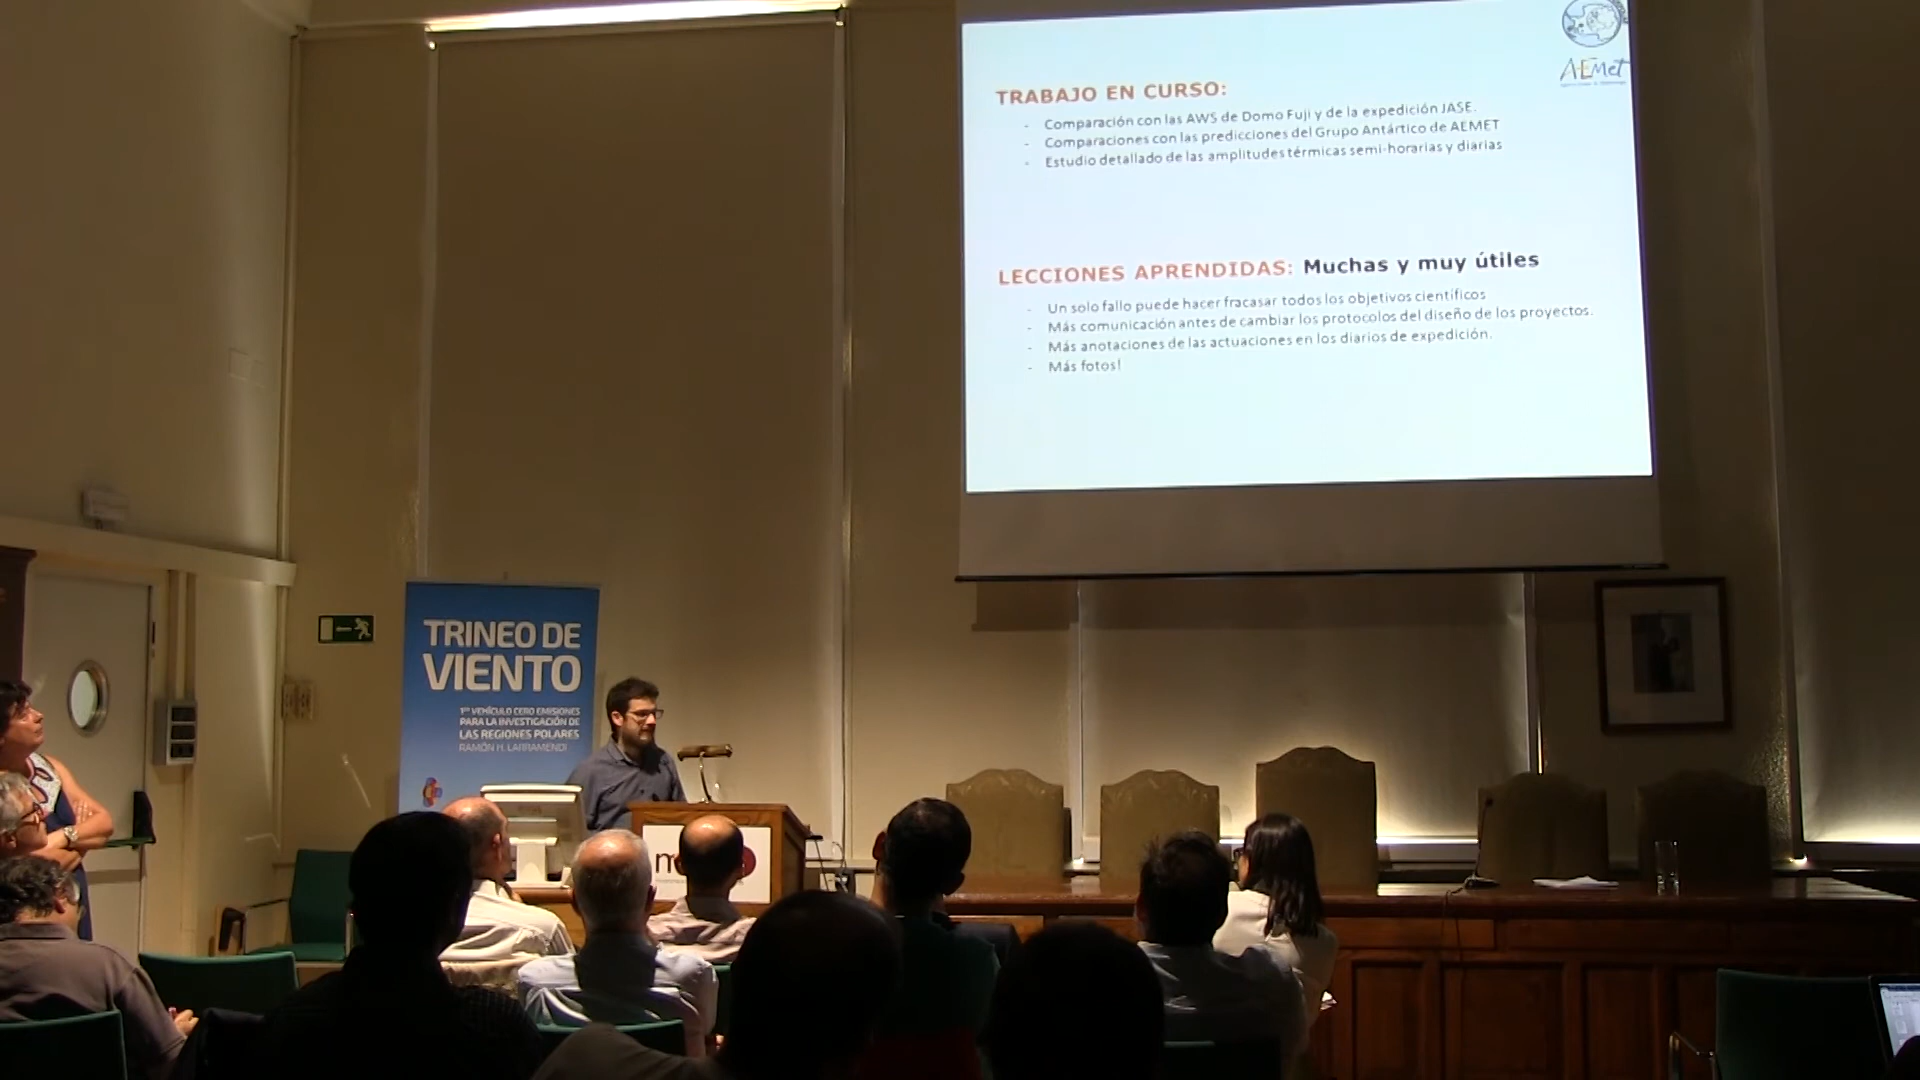 AEMet
TRABAJO EN CURSO:
- Comparación con las AWS de Domo Fuji y de la expedición JASE.
- Comparaciones con las predicciones del Grupo Antártico de AEMET
- Estudio detallado de las amplitudes térmicas semi-horarias y diarias
LECCIONES APRENDIDAS: Muchas y muy útiles
- Un solo fallo puede hacer fracasar todos los objetivos científicos
- Más comunicación antes de cambiar los protocolos del diseño de los proyectos.
- Más anotaciones de las actuaciones en los diarios de expedición.
- Más fotos!
TRINEO DE
VIENTO
1ER VEHÍCULO CERO EMISIONES
PARA LA INVESTIGACIÓN DE
LAS REGIONES POLARES
RAMÓN H. LARRAMENDI